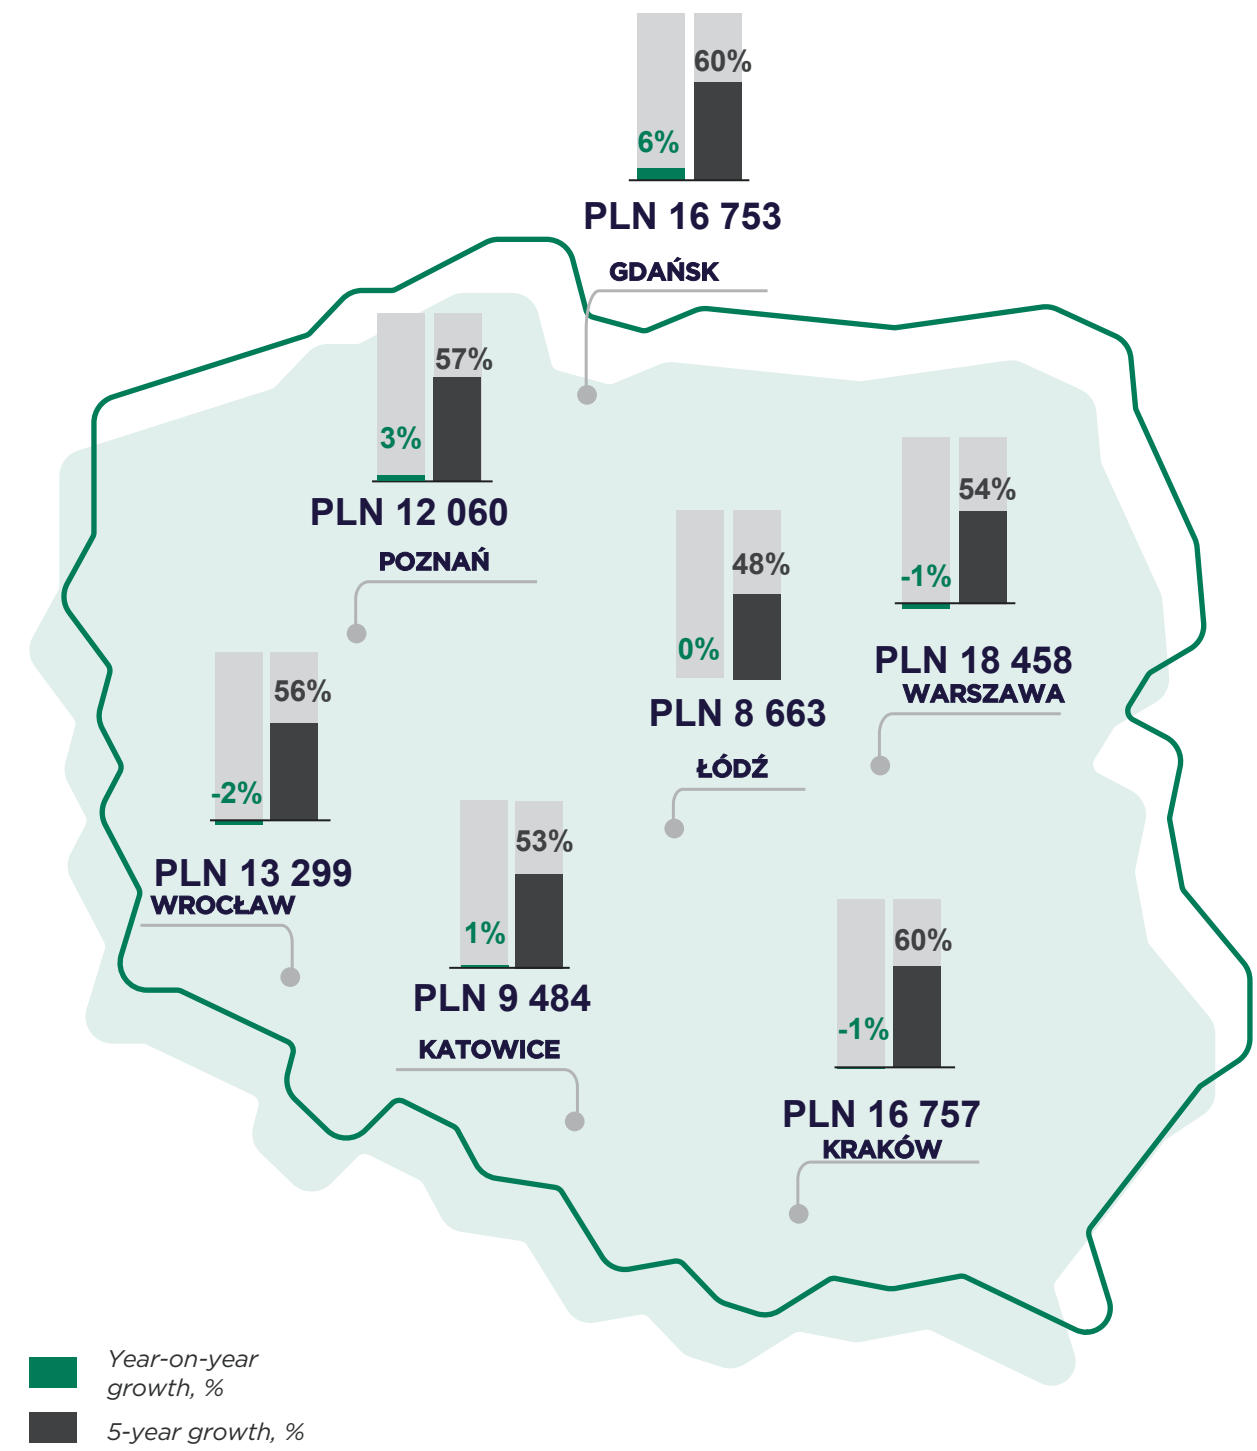 60%
6%
PLN 16 753
GDAŃSK
57%
3%
PLN 12 060
POZNAŃ
54%
-1%
PLN 18 458
WARSZAWA
48%
0%
PLN 8 663
ŁÓDŹ
56%
-2%
PLN 13 299
WROCŁAW
53%
1%
PLN 9 484
KATOWICE
60%
-1%
PLN 16 757
KRAKÓW
Year-on-year
growth, %
5-year growth, %